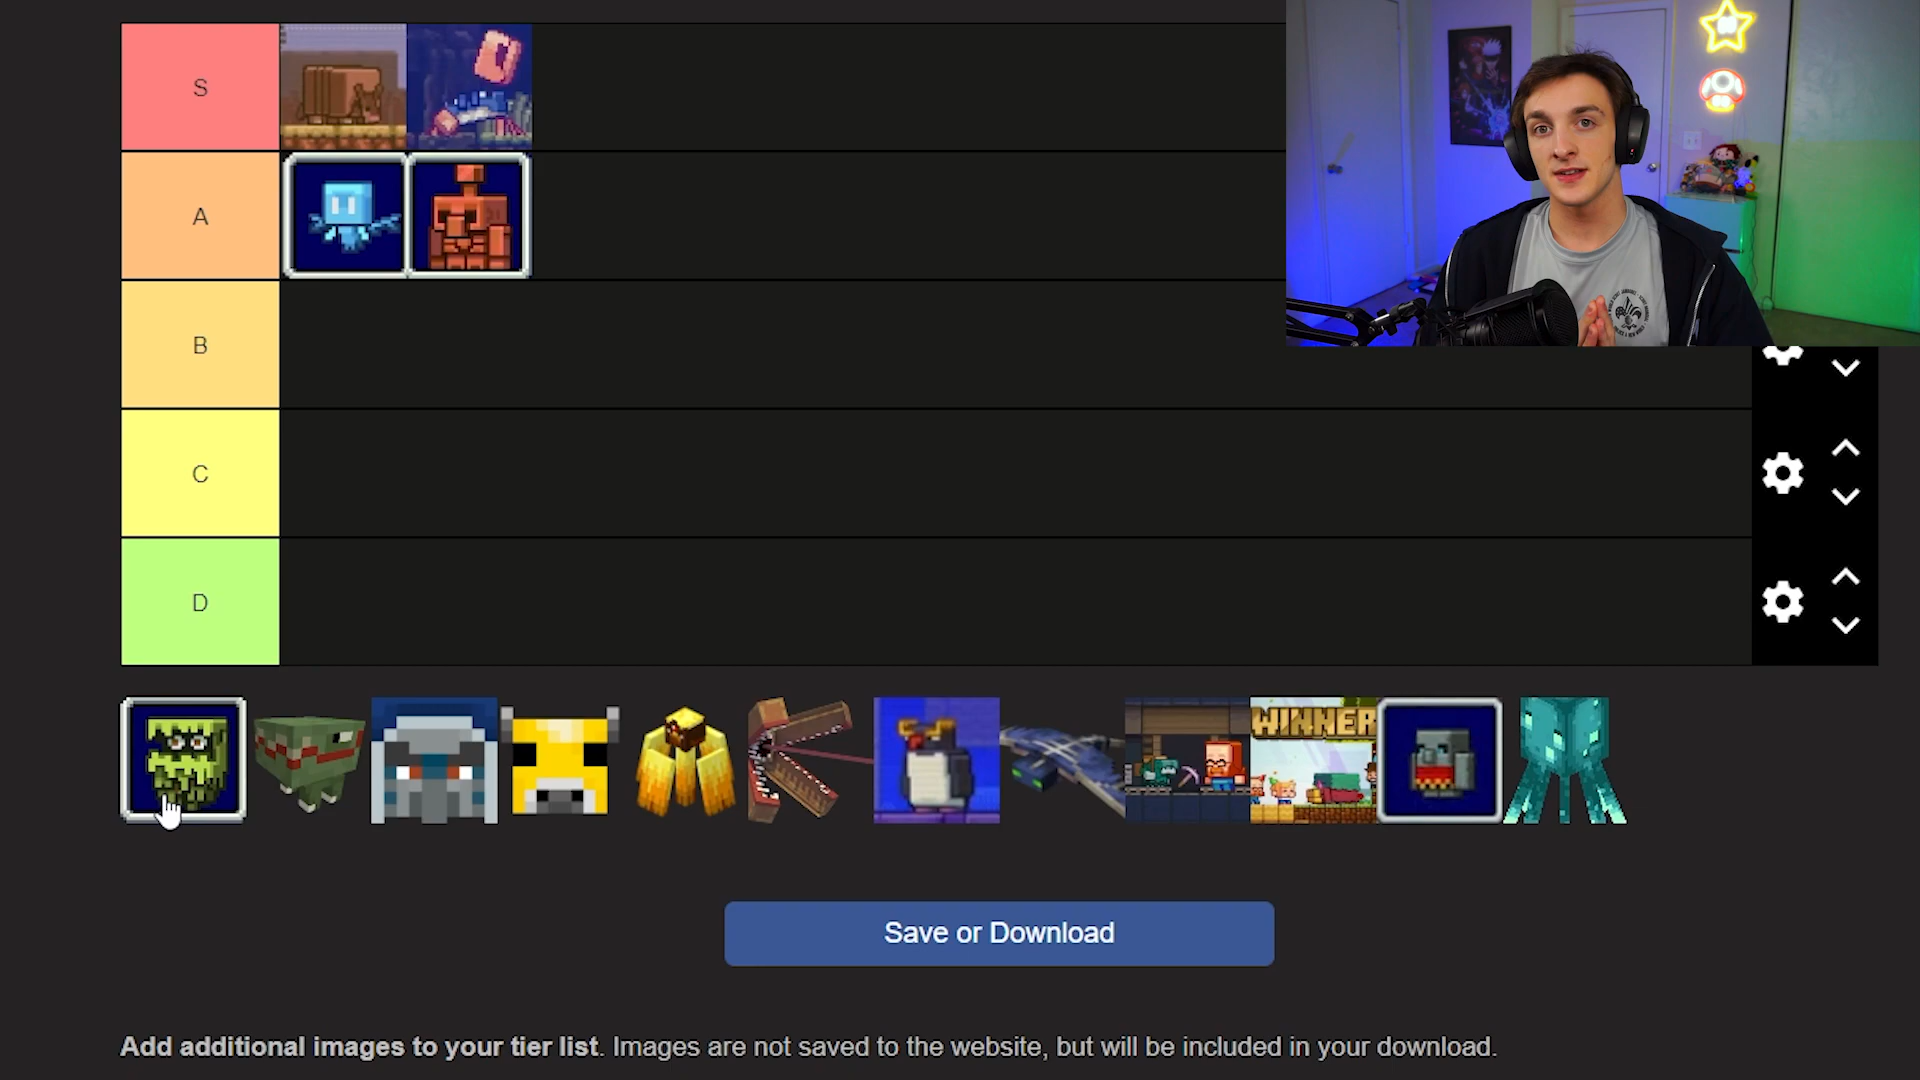 S
A
B
C
D
WINNER
Save or Download
Add additional images to your tier list. Images are not saved to the website, but will be included in your download.